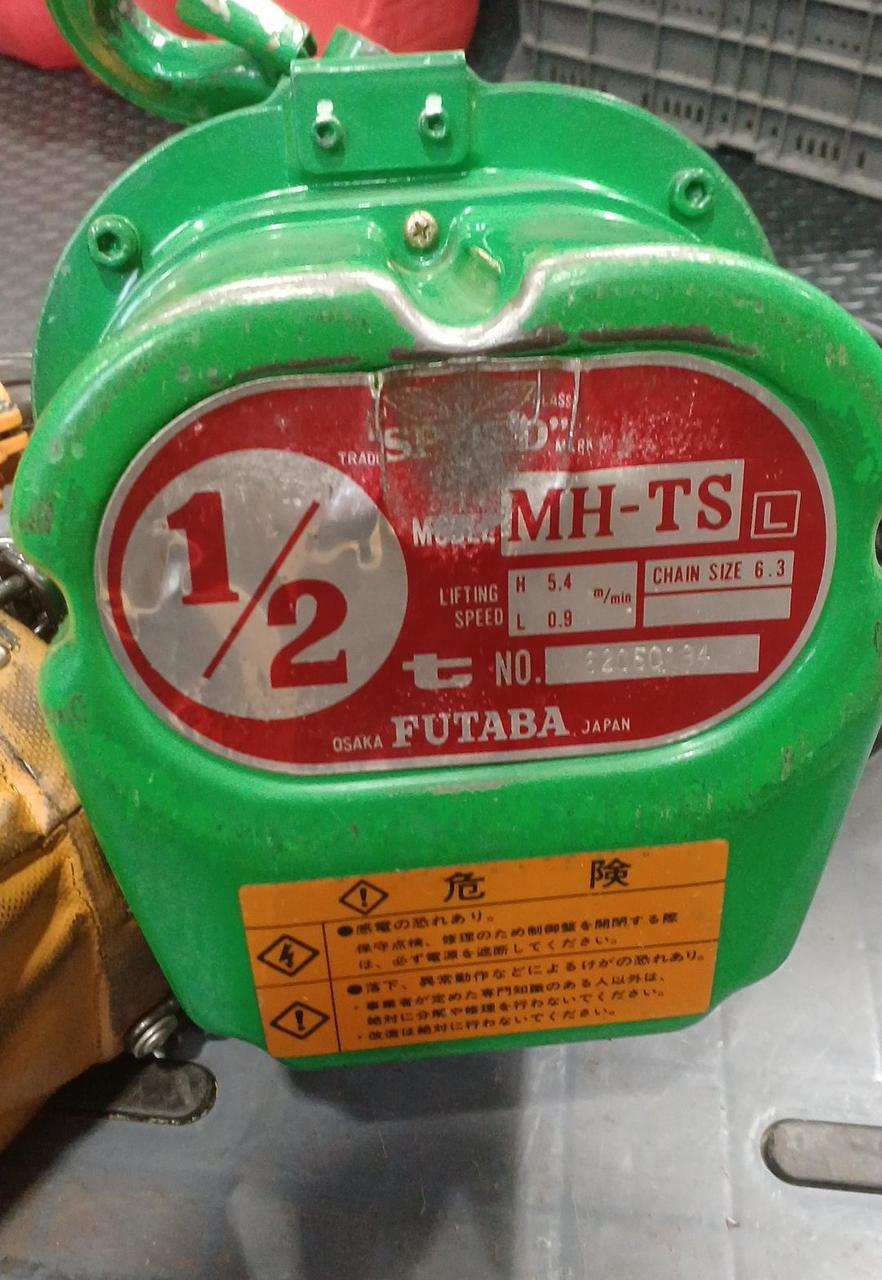 CLASS
TRADE MARK
1/2
MODEL MH-TS L
LIFTING SPEED
H 5.4 m/min
L 0.9
CHAIN SIZE 6.3
t NO.
OSAKA FUTABA JAPAN
危 険
●感電の恐れあり。
保守点検、修理のため制御盤を開閉する際
は、必ず電源を遮断してください。
●落下、異常動作などによるけがの恐れあり。
・事業者が定めた専門知識のある人以外は、
絶対に分解や修理を行わないでください。
・改造は絶対に行わないでください。